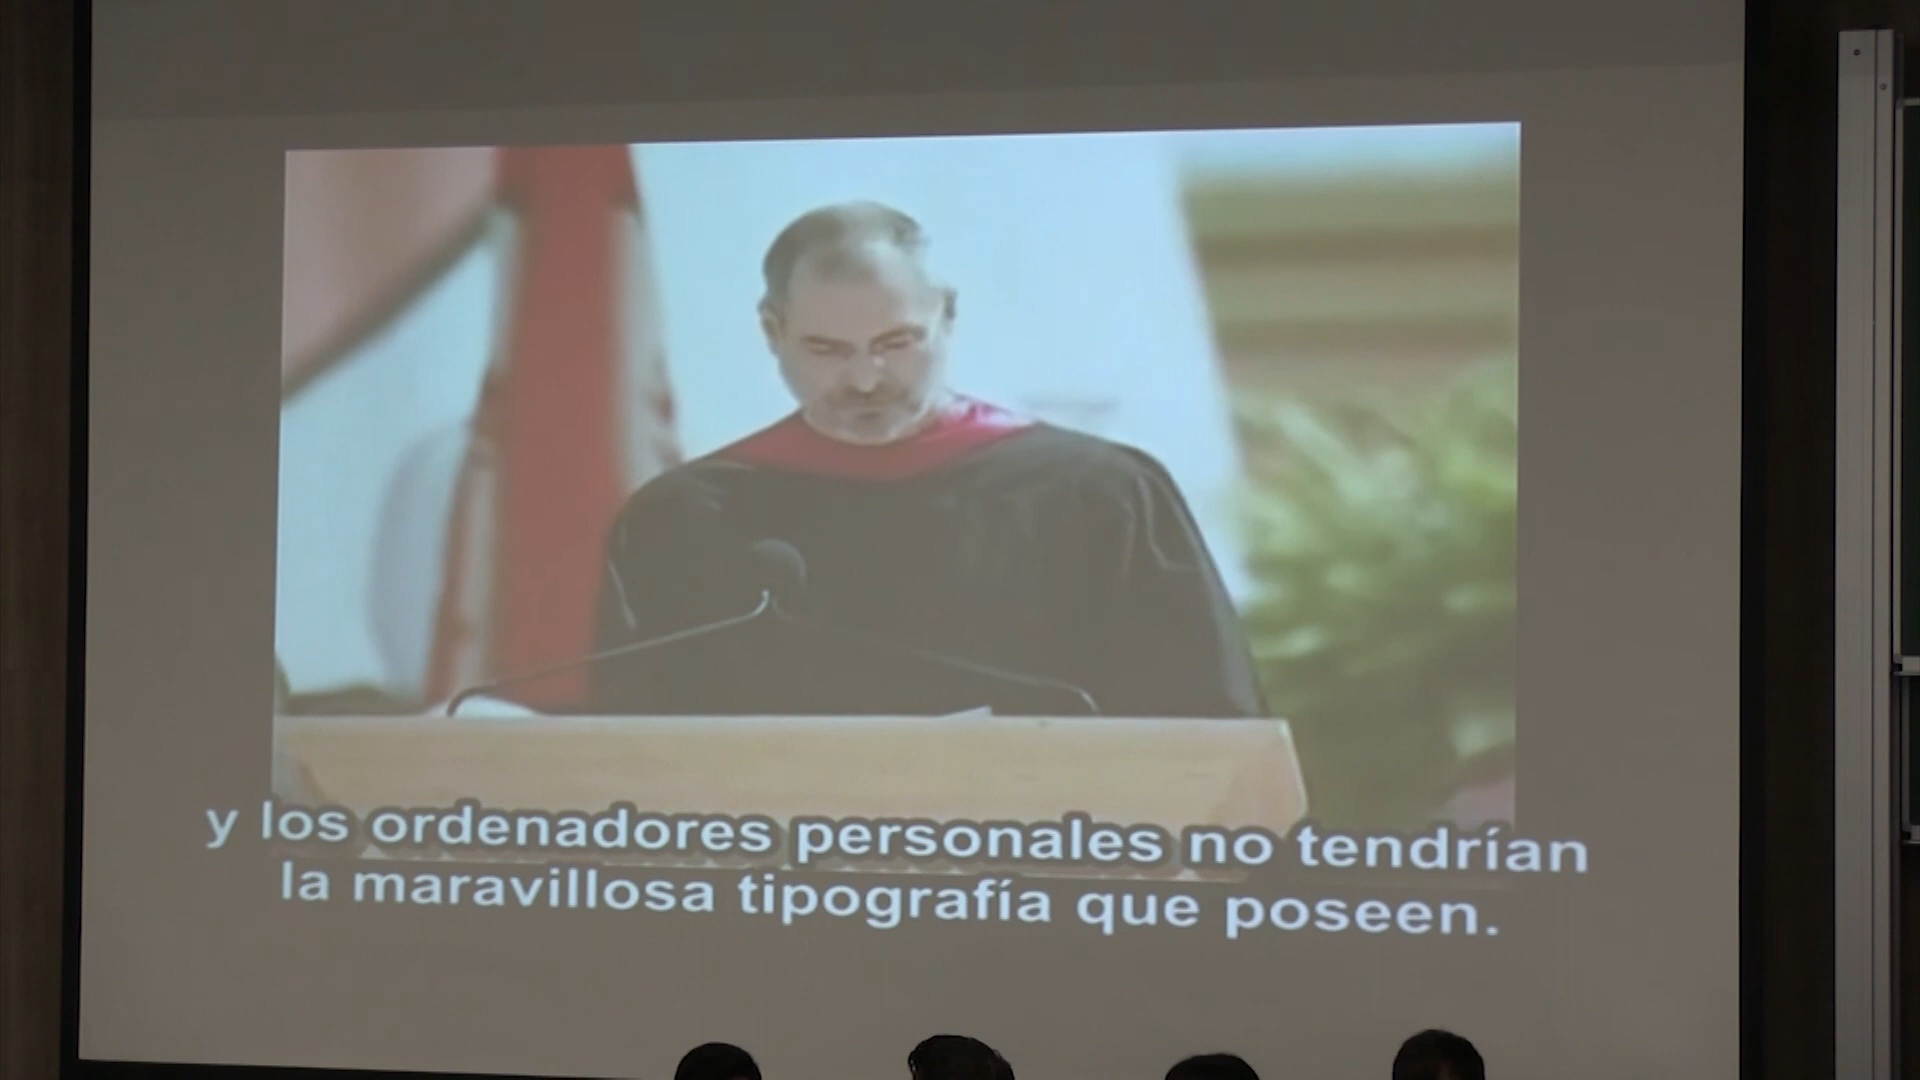 y los ordenadores personales no tendrían
la maravillosa tipografía que poseen.